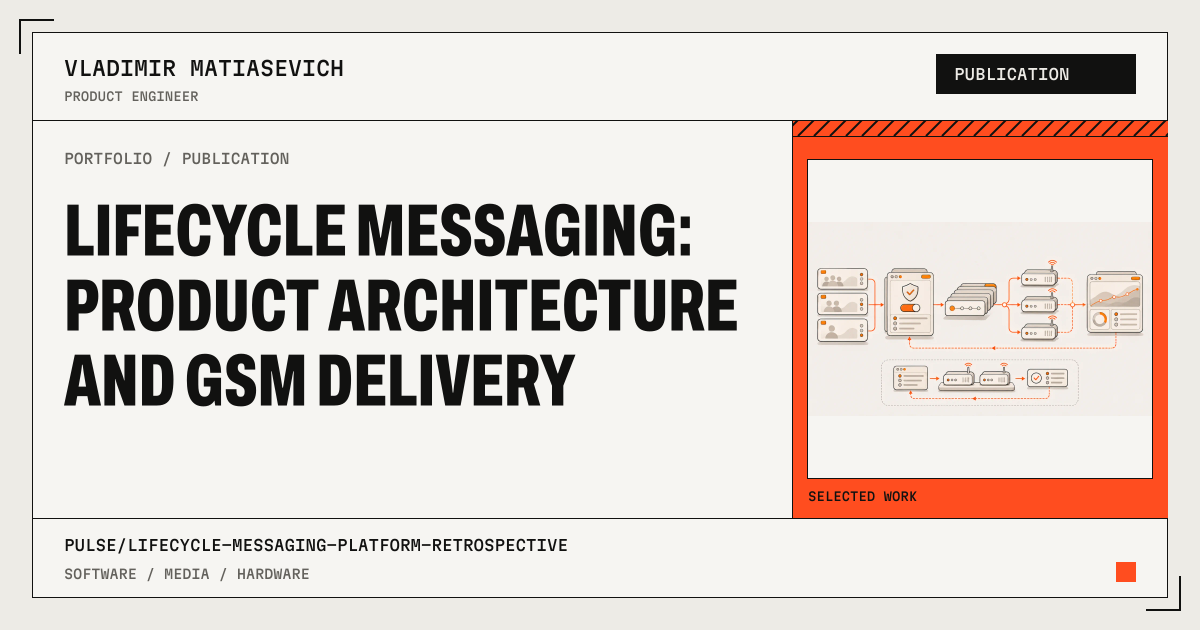 VLADIMIR MATIASEVICH
PRODUCT ENGINEER
PUBLICATION
PORTFOLIO / PUBLICATION
LIFECYCLE MESSAGING:
PRODUCT ARCHITECTURE
AND GSM DELIVERY
SELECTED WORK
PULSE/LIFECYCLE–MESSAGING–PLATFORM–RETROSPECTIVE
SOFTWARE / MEDIA / HARDWARE